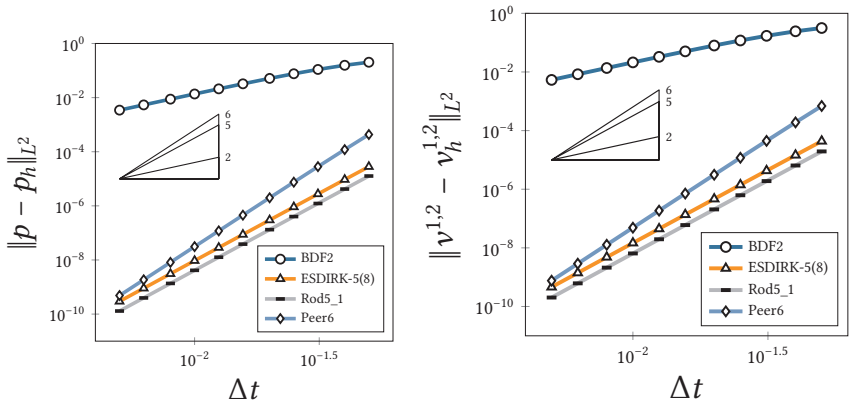 10^0
10^-2
10^-4
10^-6
10^-8
10^-10
‖p − p_h‖_{L^2}
6
5
2
BDF2
ESDIRK-5(8)
Rod5_1
Peer6
10^-2
10^-1.5
Δt
10^0
10^-2
10^-4
10^-6
10^-8
10^-10
‖v^{1,2} − v_h^{1,2}‖_{L^2}
6
5
2
BDF2
ESDIRK-5(8)
Rod5_1
Peer6
10^-2
10^-1.5
Δt